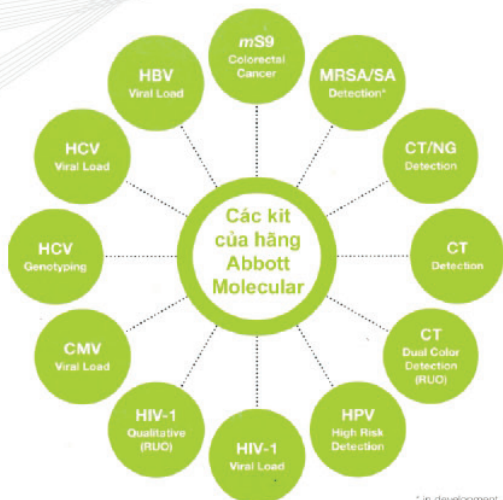 mS9
Colorectal
Cancer
MRSA/SA
Detection*
CT/NG
Detection
CT
Detection
CT
Dual Color
Detection
(RUO)
HPV
High Risk
Detection
HIV-1
Viral Load
HIV-1
Qualitative
(RUO)
CMV
Viral Load
HCV
Genotyping
HCV
Viral Load
HBV
Viral Load
Các kit
của hãng
Abbott
Molecular
* in development